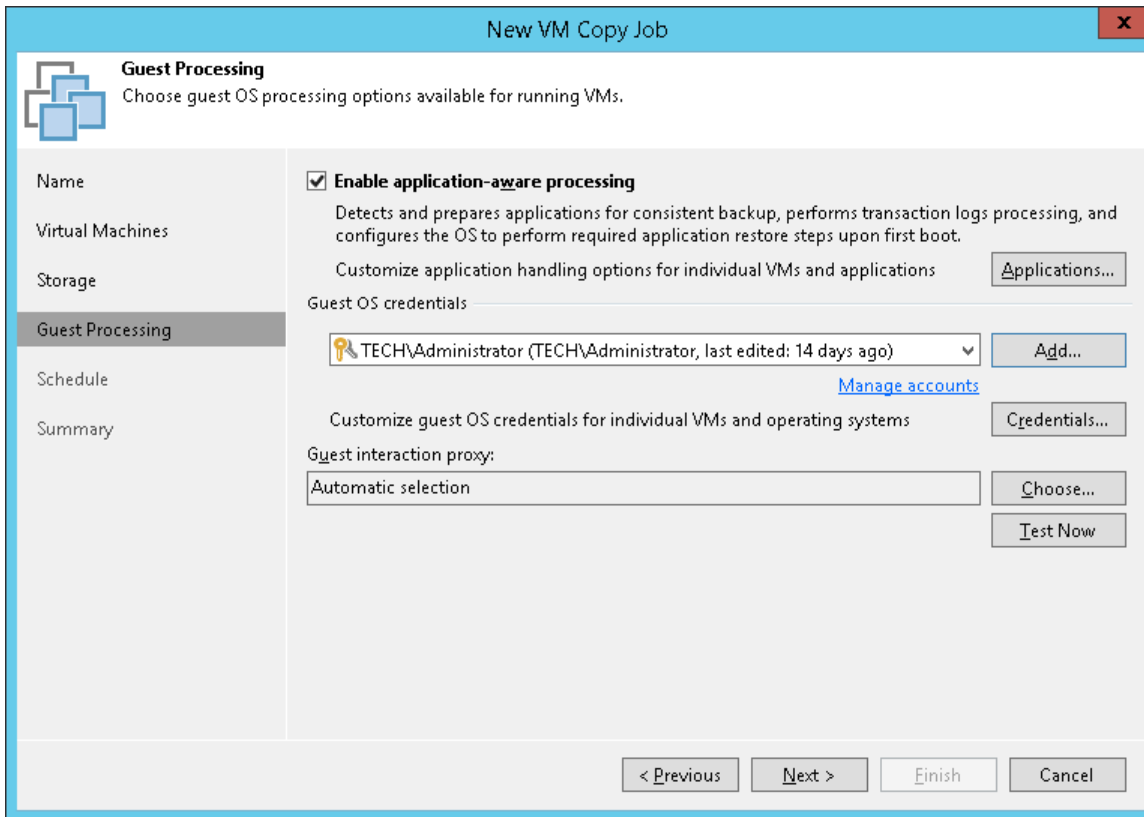 New VM Copy Job
x
Guest Processing
Choose guest OS processing options available for running VMs.
Name
Virtual Machines
Storage
Guest Processing
Schedule
Summary
Enable application-aware processing
Detects and prepares applications for consistent backup, performs transaction logs processing, and
configures the OS to perform required application restore steps upon first boot.
Customize application handling options for individual VMs and applications
Applications...
Guest OS credentials
TECH\Administrator (TECH\Administrator, last edited: 14 days ago)
Add...
Manage accounts
Customize guest OS credentials for individual VMs and operating systems
Credentials...
Guest interaction proxy:
Automatic selection
Choose...
Test Now
< Previous
Next >
Finish
Cancel